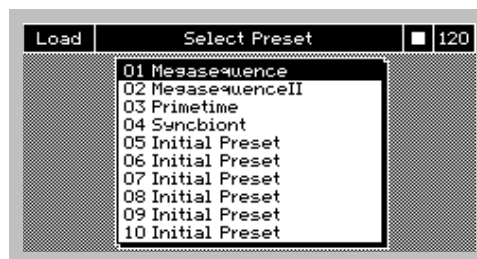 Load Select Preset 120
01 Megasequence
02 MegasequenceII
03 Primetime
04 Syncbiont
05 Initial Preset
06 Initial Preset
07 Initial Preset
08 Initial Preset
09 Initial Preset
10 Initial Preset